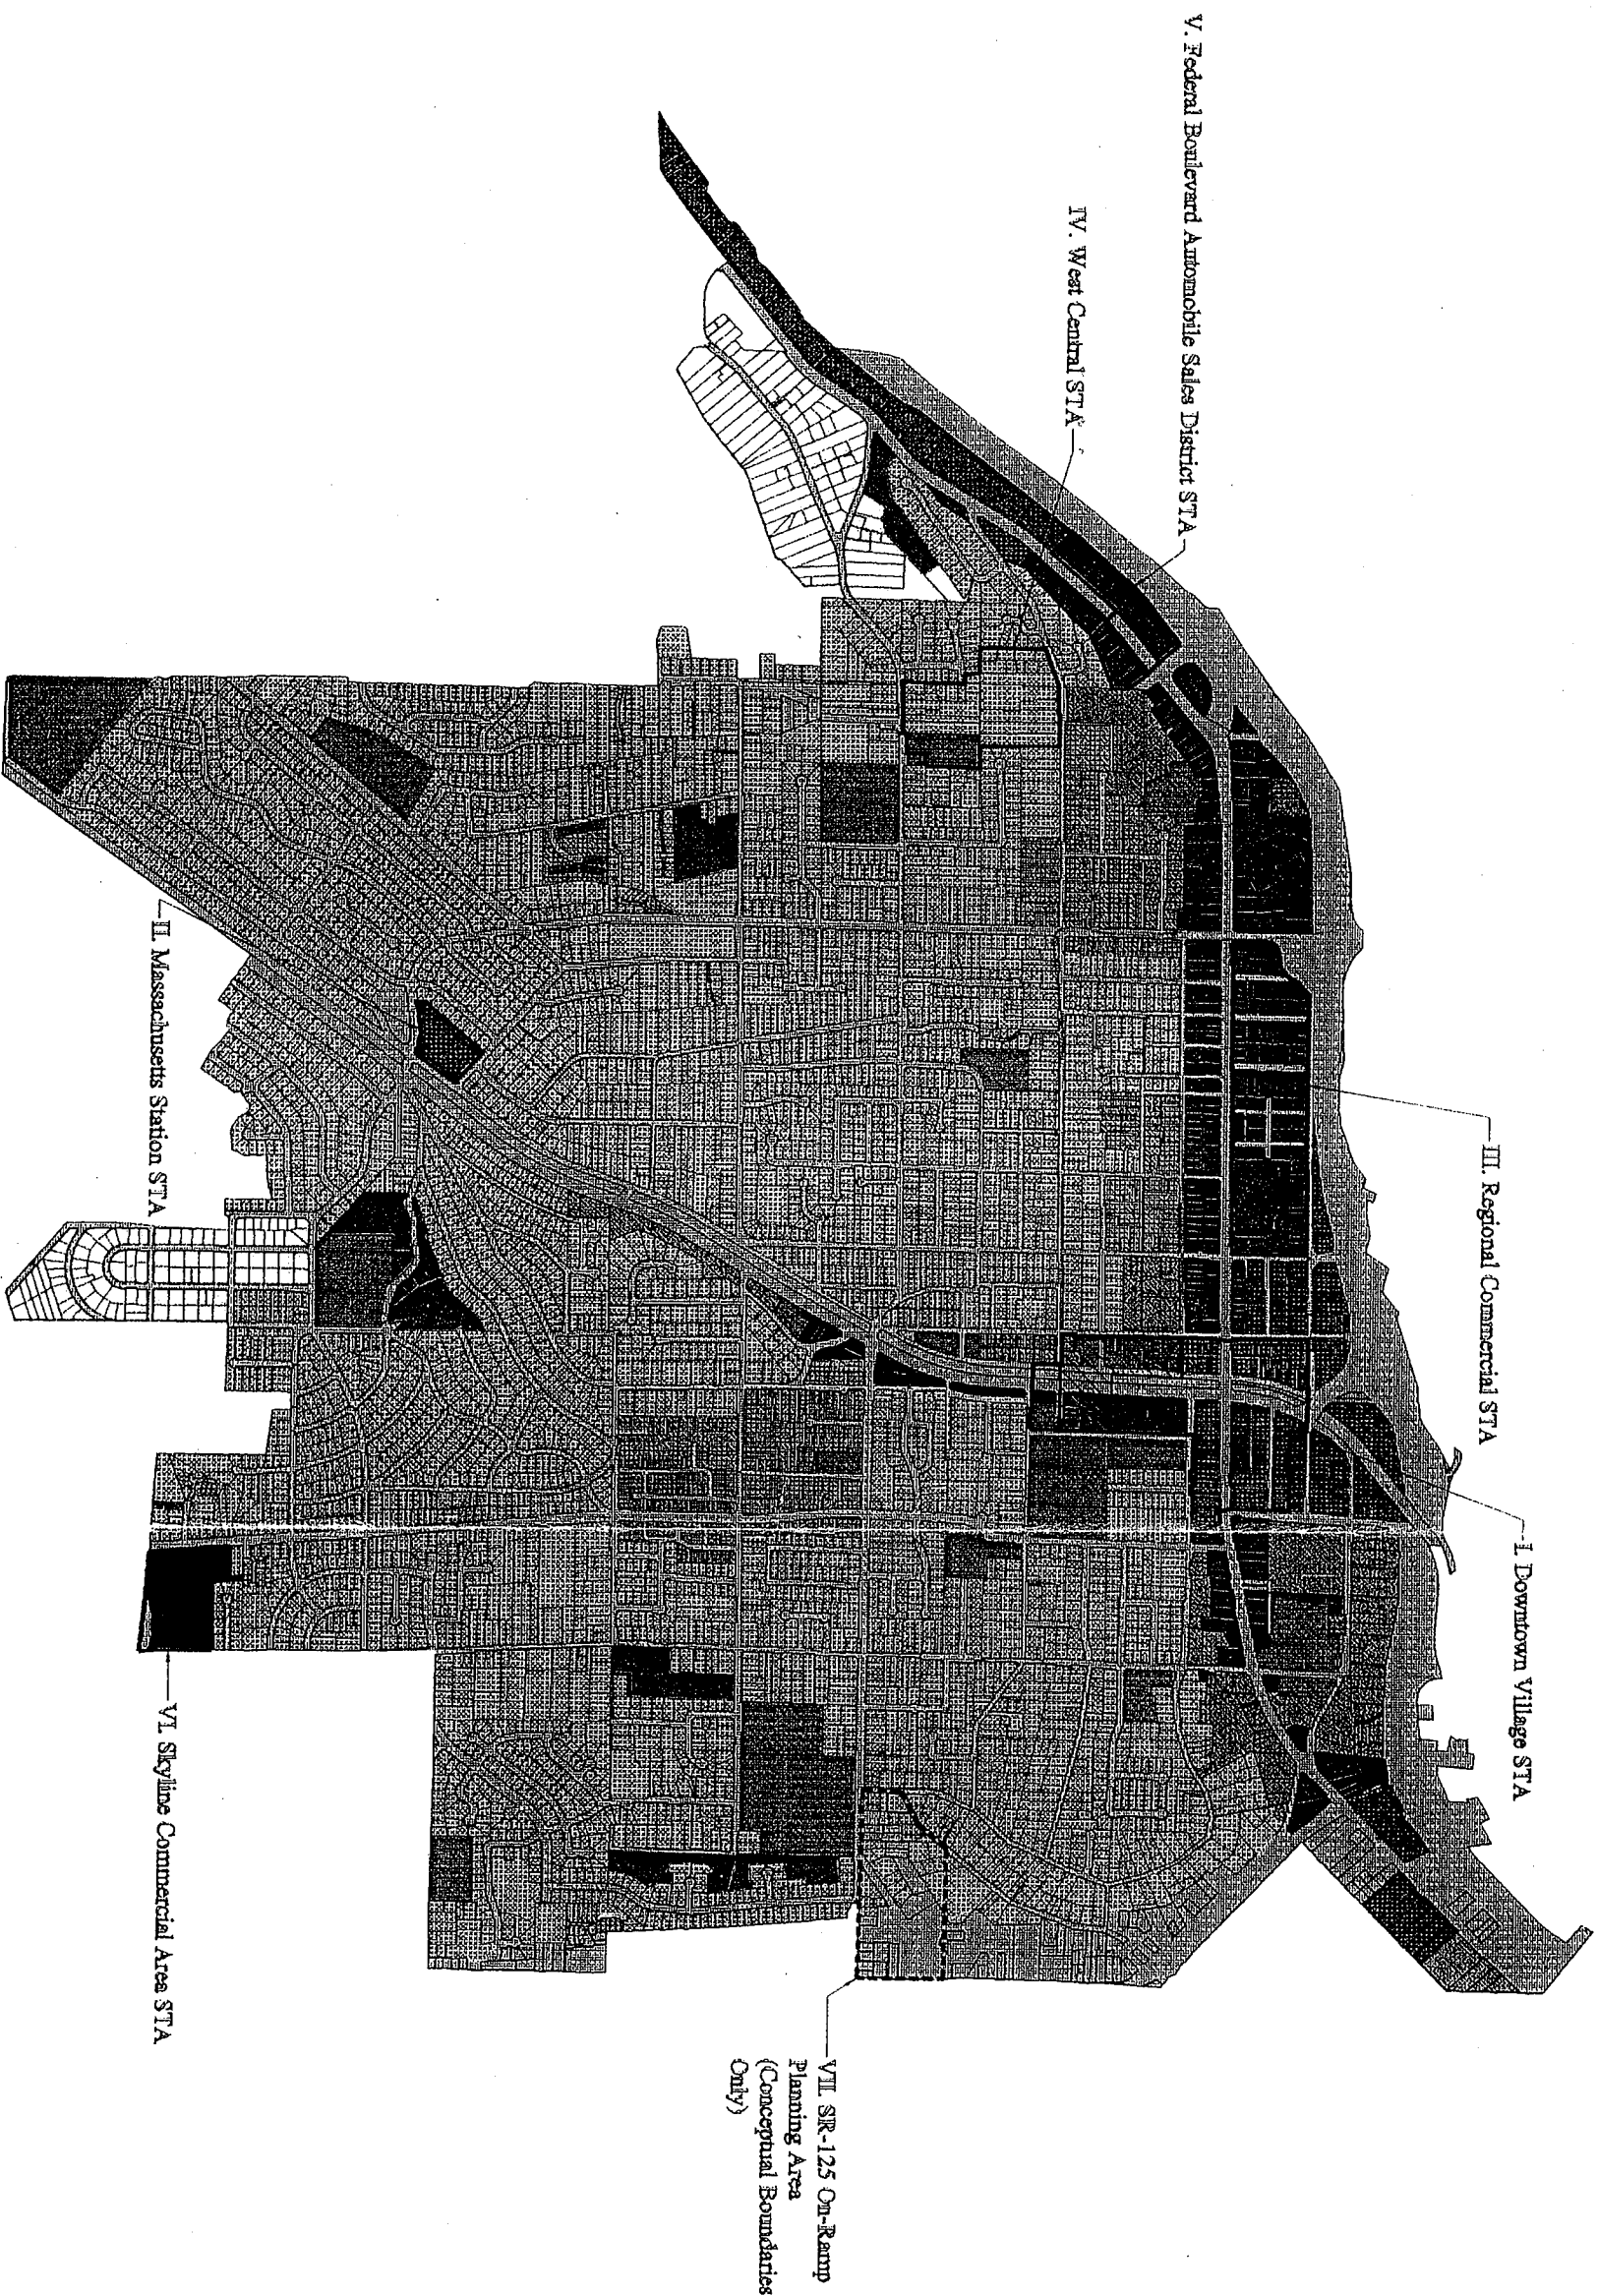 V. Federal Boulevard Automobile Sales District STA
IV. West Central STA
III. Regional Commercial STA
I. Downtown Village STA
II. Massachusetts Station STA
VI. Skyline Commercial Area STA
VII. SR-125 On-Ramp
Planning Area
(Conceptual Boundaries
Only)